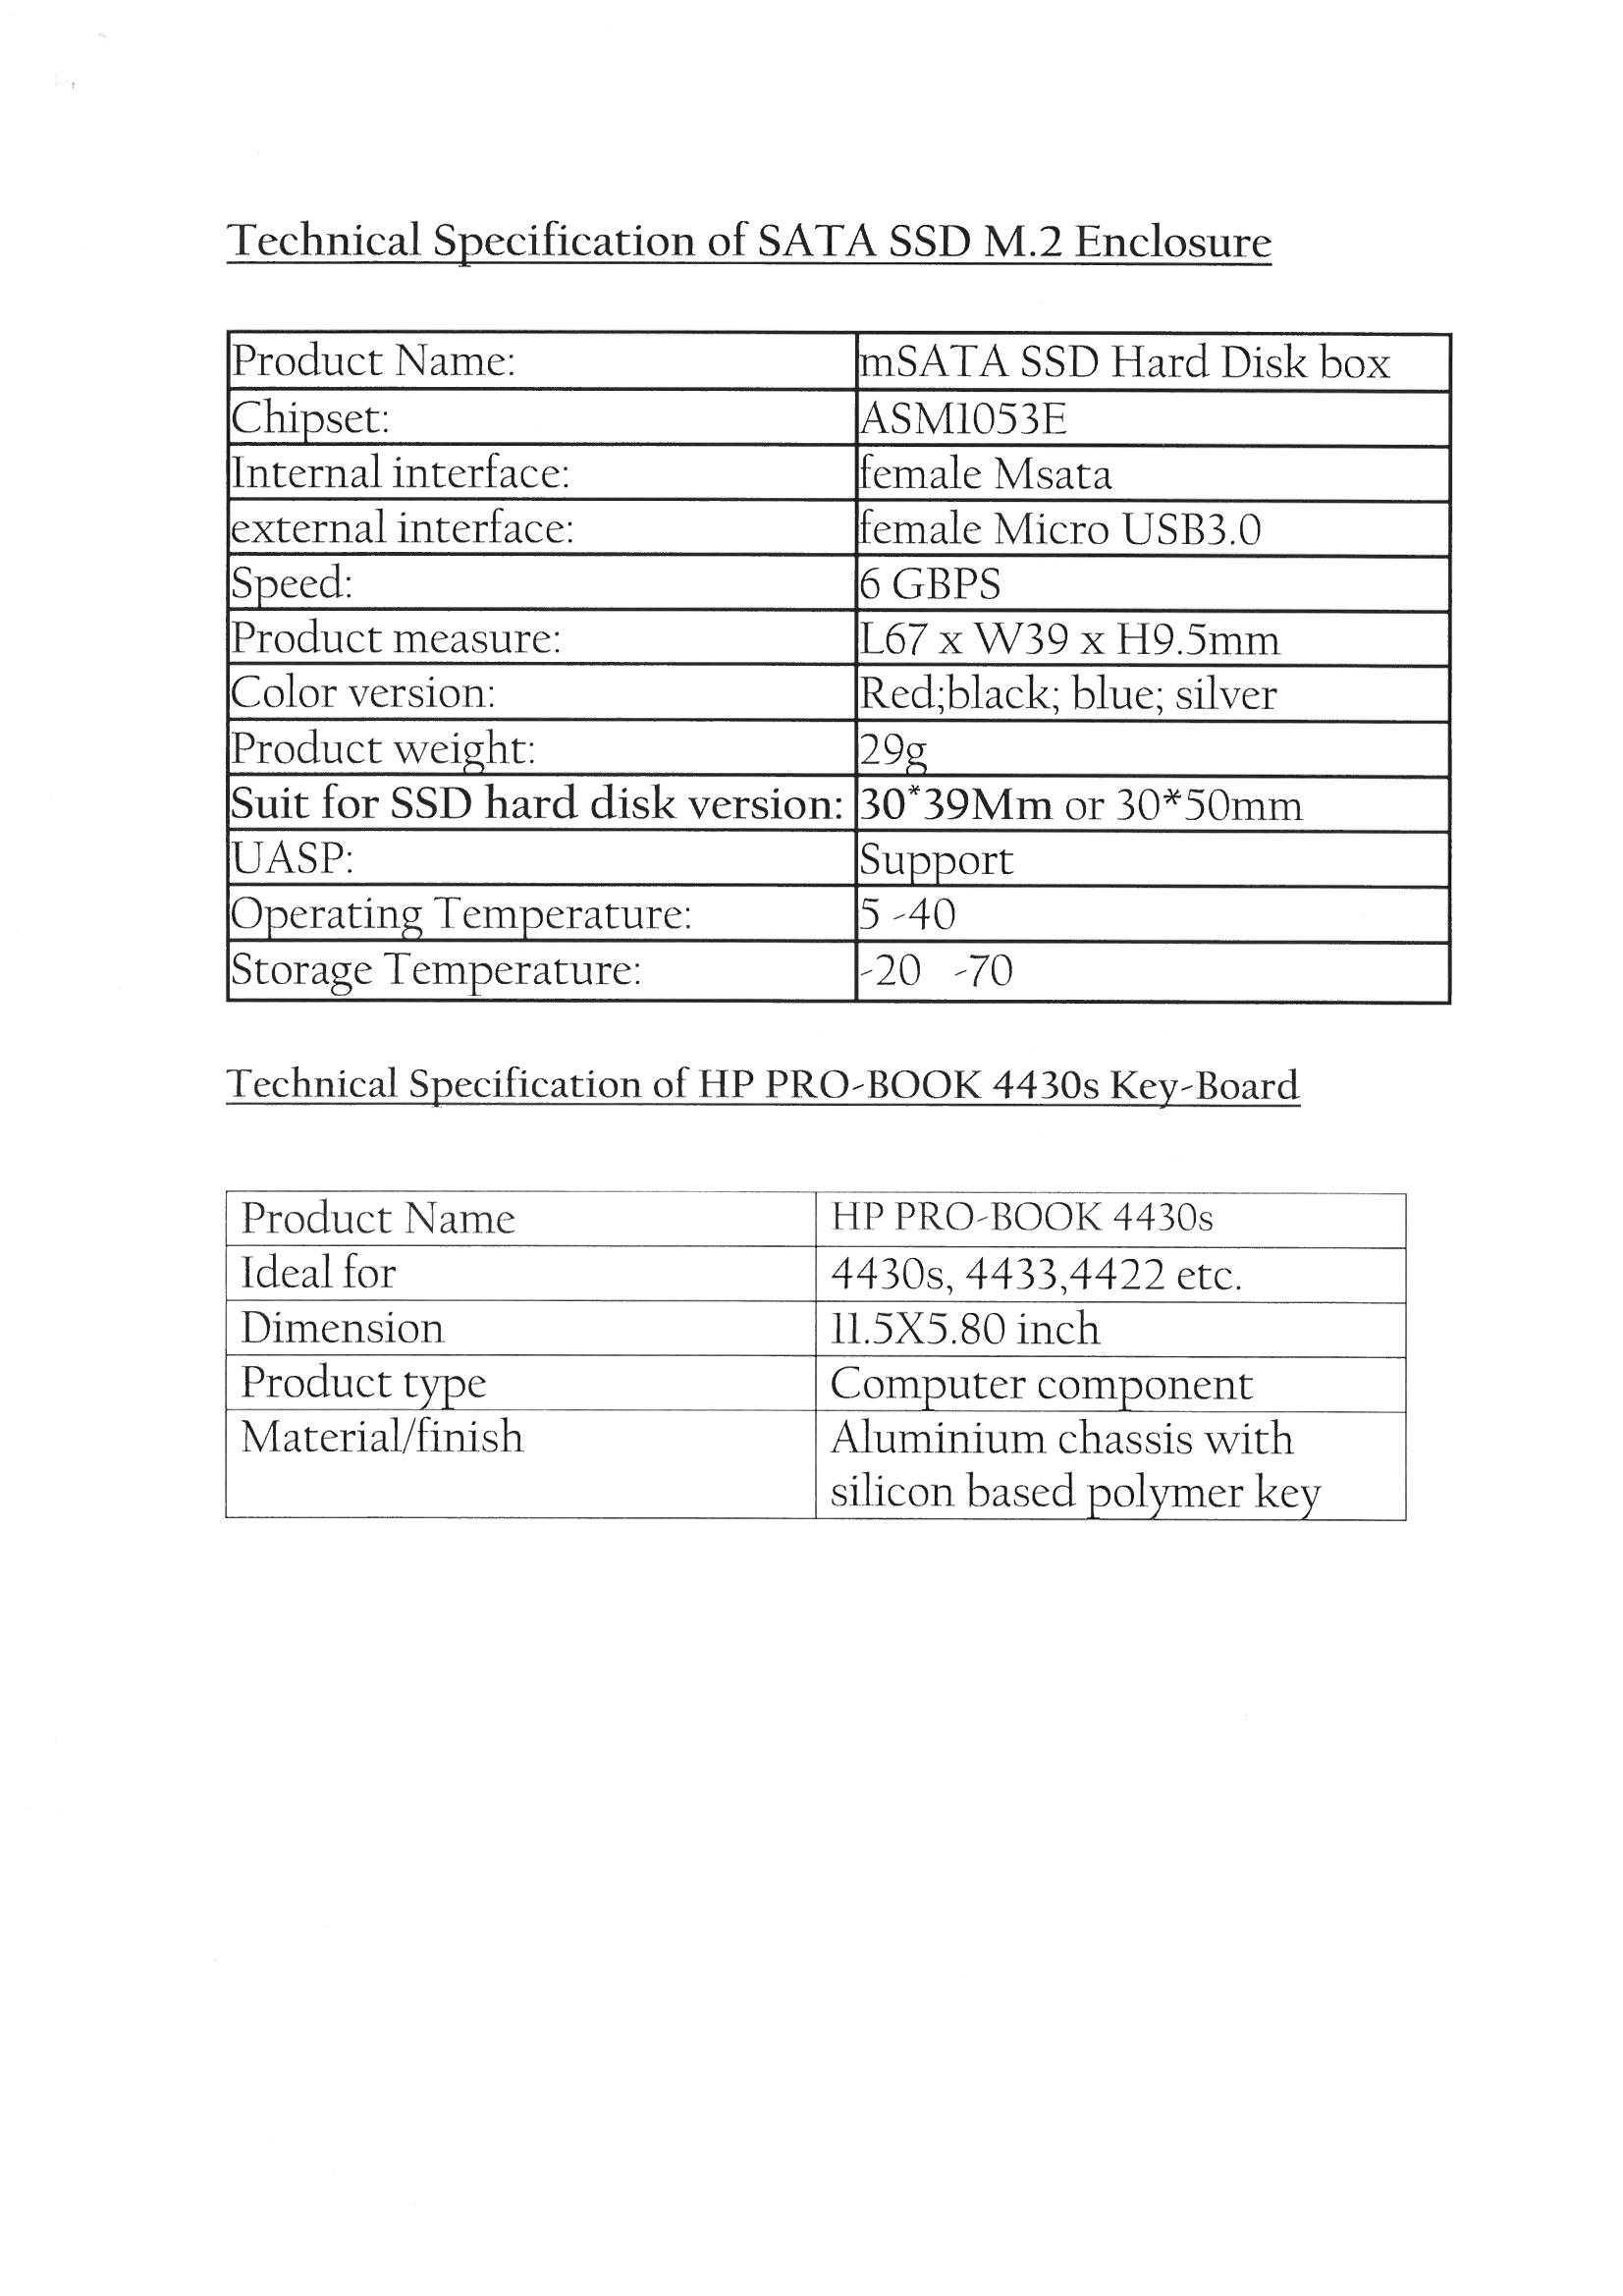 Technical Specification of SATA SSD M.2 Enclosure
Product Name: mSATA SSD Hard Disk box
Chipset: ASM1053E
Internal interface: female Msata
external interface: female Micro USB3.0
Speed: 6 GBPS
Product measure: L67 x W39 x H9.5mm
Color version: Red;black; blue; silver
Product weight: 29g
Suit for SSD hard disk version: 30*39Mm or 30*50mm
UASP: Support
Operating Temperature: 5 -40
Storage Temperature: -20 -70
Technical Specification of HP PRO-BOOK 4430s Key-Board
Product Name HP PRO-BOOK 4430s
Ideal for 4430s, 4433,4422 etc.
Dimension 11.5X5.80 inch
Product type Computer component
Material/finish Aluminium chassis with
silicon based polymer key